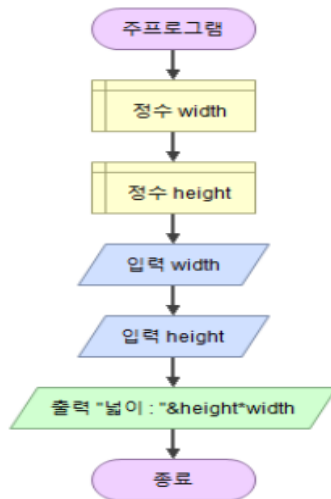 주프로그램
정수 width
정수 height
입력 width
입력 height
출력 "넓이 : "&height*width
종료